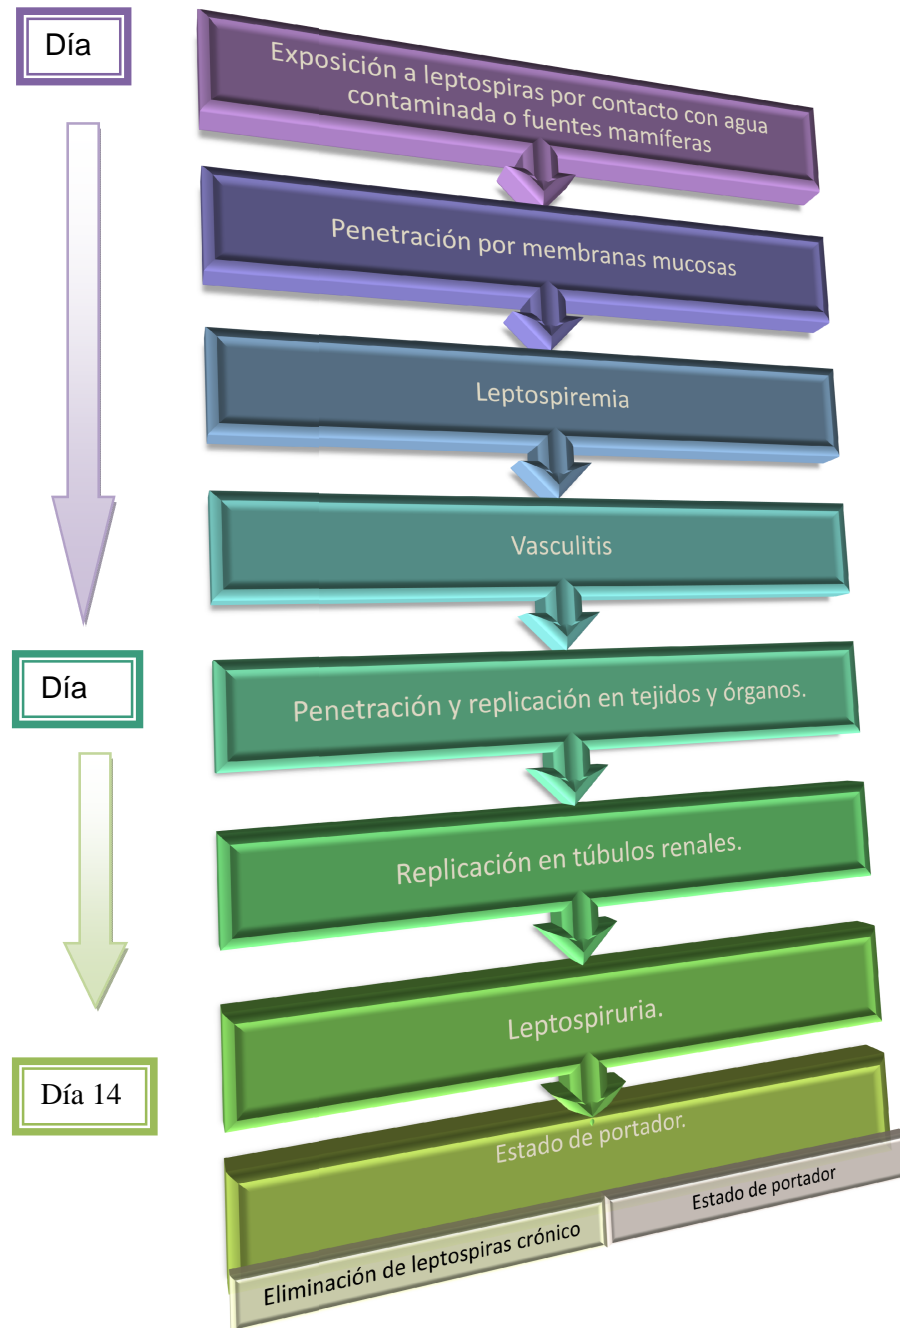 Día
Exposición a leptospiras por contacto con agua
contaminada o fuentes mamíferas
Penetración por membranas mucosas
Leptospiremia
Vasculitis
Día
Penetración y replicación en tejidos y órganos.
Replicación en túbulos renales.
Leptospiruria.
Día 14
Estado de portador.
Eliminación de leptospiras crónico
Estado de portador